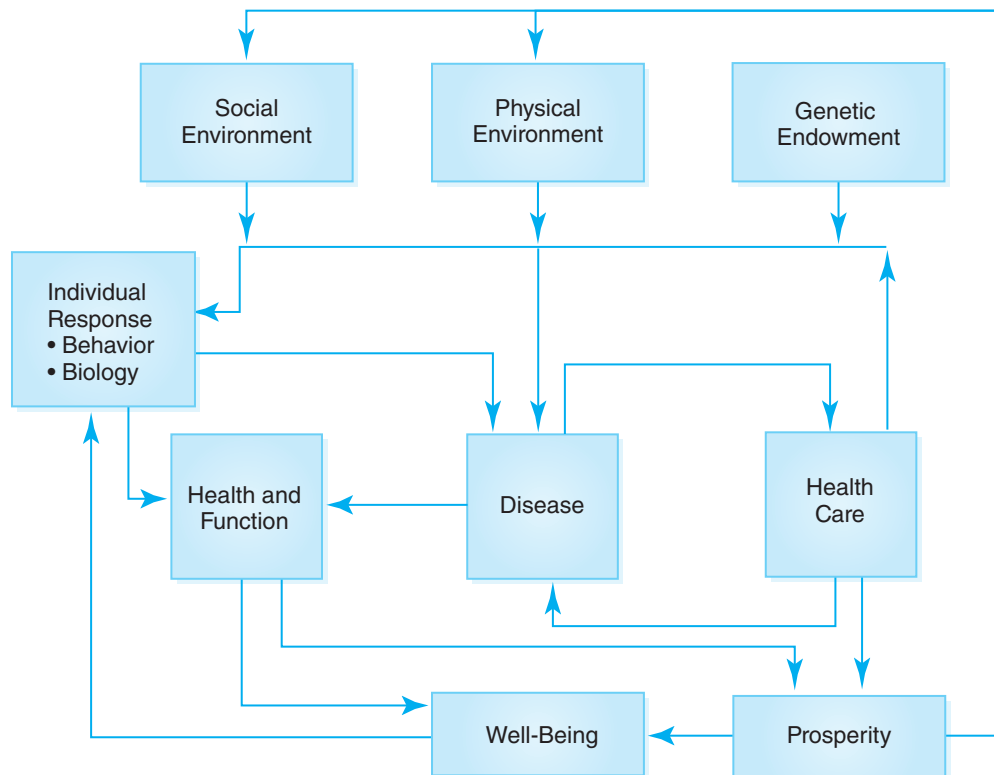 Social
Environment
Physical
Environment
Genetic
Endowment
Individual
Response
• Behavior
• Biology
Health and
Function
Disease
Health
Care
Well-Being
Prosperity